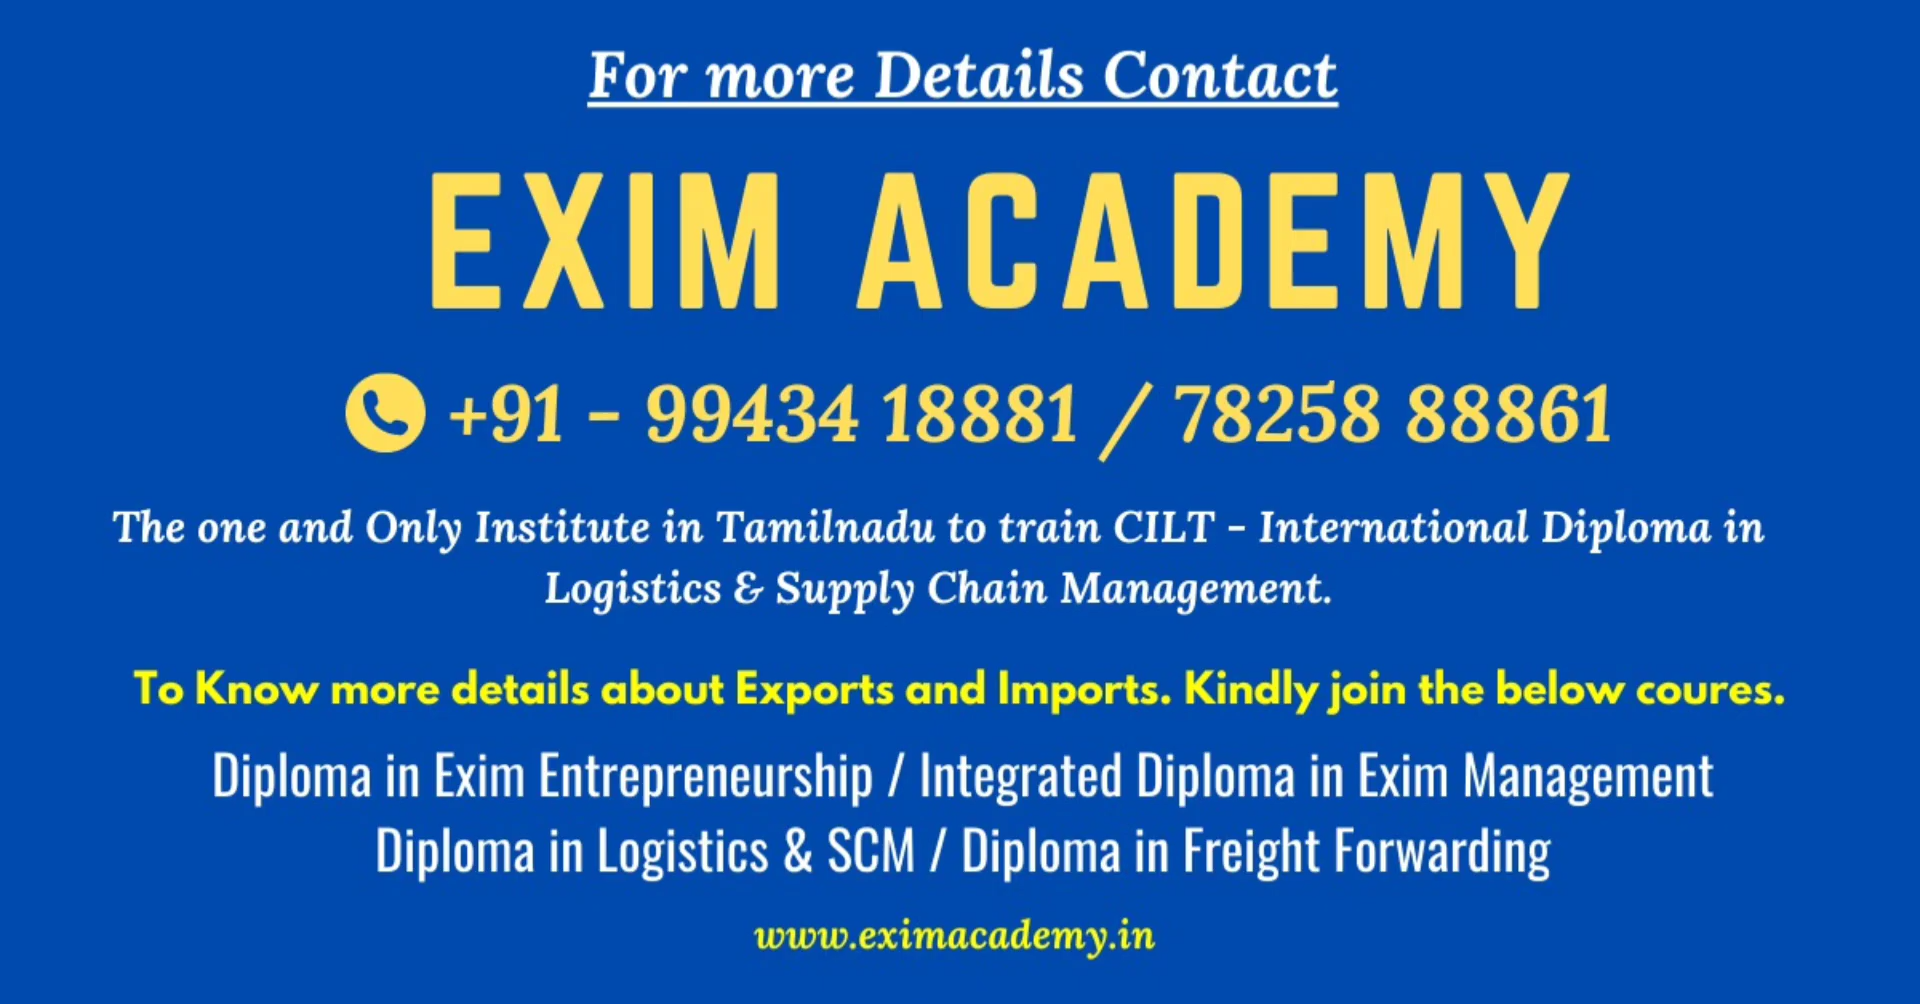 For more Details Contact
EXIM ACADEMY
+91 - 99434 18881 / 78258 88861
The one and Only Institute in Tamilnadu to train CILT - International Diploma in
Logistics & Supply Chain Management.
To Know more details about Exports and Imports. Kindly join the below coures.
Diploma in Exim Entrepreneurship / Integrated Diploma in Exim Management
Diploma in Logistics & SCM / Diploma in Freight Forwarding
www.eximacademy.in